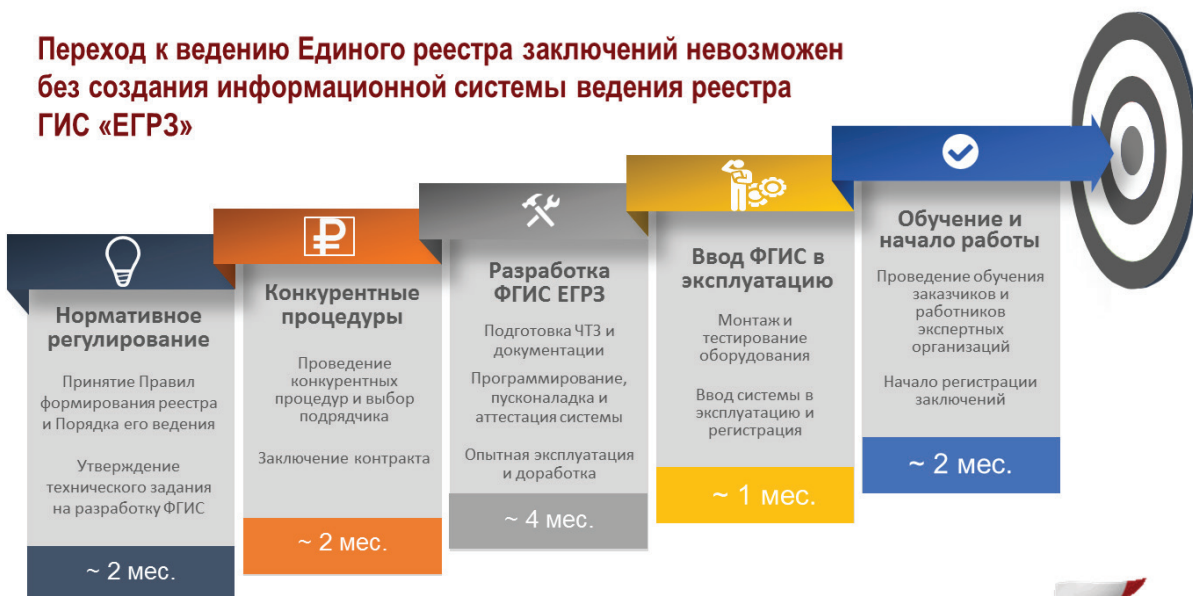 Переход к ведению Единого реестра заключений невозможен
без создания информационной системы ведения реестра
ГИС «ЕГРЗ»
Нормативное
регулирование
Принятие Правил
формирования реестра
и Порядка его ведения
Утверждение
технического задания
на разработку ФГИС
~ 2 мес.
Конкурентные
процедуры
Проведение
конкурентных
процедур и выбор
подрядчика
Заключение контракта
~ 2 мес.
Разработка
ФГИС ЕГРЗ
Подготовка ЧТЗ и
документации
Программирование,
пусконаладка и
аттестация системы
Опытная эксплуатация
и доработка
~ 4 мес.
Ввод ФГИС в
эксплуатацию
Монтаж и
тестирование
оборудования
Ввод системы в
эксплуатацию и
регистрация
~ 1 мес.
Обучение и
начало работы
Проведение обучения
заказчиков и
работников
экспертных
организаций
Начало регистрации
заключений
~ 2 мес.